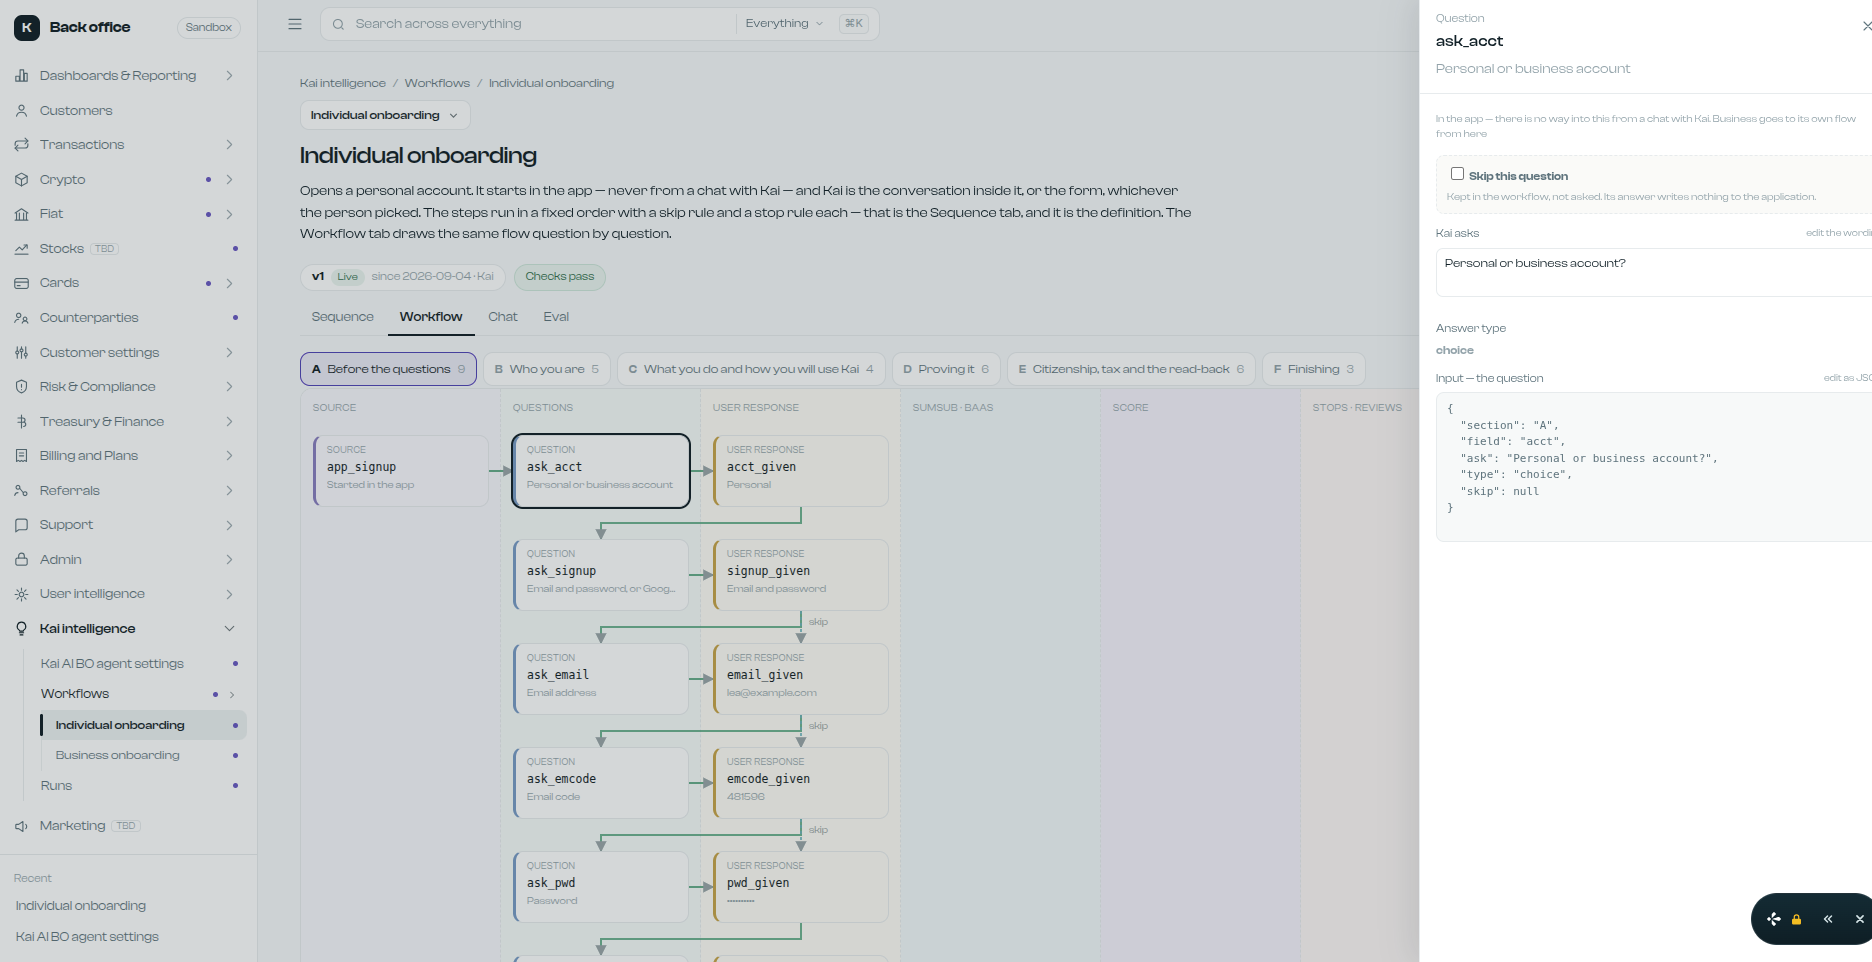 K Back office Sandbox
Dashboards & Reporting
Customers
Transactions
Crypto
Fiat
Stocks TBD
Cards
Counterparties
Customer settings
Risk & Compliance
Treasury & Finance
Billing and Plans
Referrals
Support
Admin
User intelligence
Kai intelligence
Kai AI BO agent settings
Workflows
Individual onboarding
Business onboarding
Runs
Marketing TBD
Recent
Individual onboarding
Kai AI BO agent settings
Search across everything Everything ⌘K
Kai intelligence / Workflows / Individual onboarding
Individual onboarding
Individual onboarding
Opens a personal account. It starts in the app — never from a chat with Kai — and Kai is the conversation inside it, or the form, whichever
the person picked. The steps run in a fixed order with a skip rule and a stop rule each — that is the Sequence tab, and it is the definition. The
Workflow tab draws the same flow question by question.
v1 Live since 2026-09-04 · Kai Checks pass
Sequence Workflow Chat Eval
A Before the questions 9 B Who you are 5 C What you do and how you will use Kai 4 D Proving it 6 E Citizenship, tax and the read-back 6 F Finishing 3
SOURCE QUESTIONS USER RESPONSE SUMSUB · BAAS SCORE STOPS · REVIEWS
SOURCE
app_signup
Started in the app
QUESTION
ask_acct
Personal or business account
USER RESPONSE
acct_given
Personal
QUESTION
ask_signup
Email and password, or Goog...
USER RESPONSE
signup_given
Email and password
skip
QUESTION
ask_email
Email address
USER RESPONSE
email_given
lea@example.com
skip
QUESTION
ask_emcode
Email code
USER RESPONSE
emcode_given
481596
skip
QUESTION
ask_pwd
Password
USER RESPONSE
pwd_given
Question
ask_acct
Personal or business account
In the app — there is no way into this from a chat with Kai. Business goes to its own flow
from here
Skip this question
Kept in the workflow, not asked. Its answer writes nothing to the application.
Kai asks edit the wordin
Personal or business account?
Answer type
choice
Input — the question edit as JSO
{
"section": "A",
"field": "acct",
"ask": "Personal or business account?",
"type": "choice",
"skip": null
}